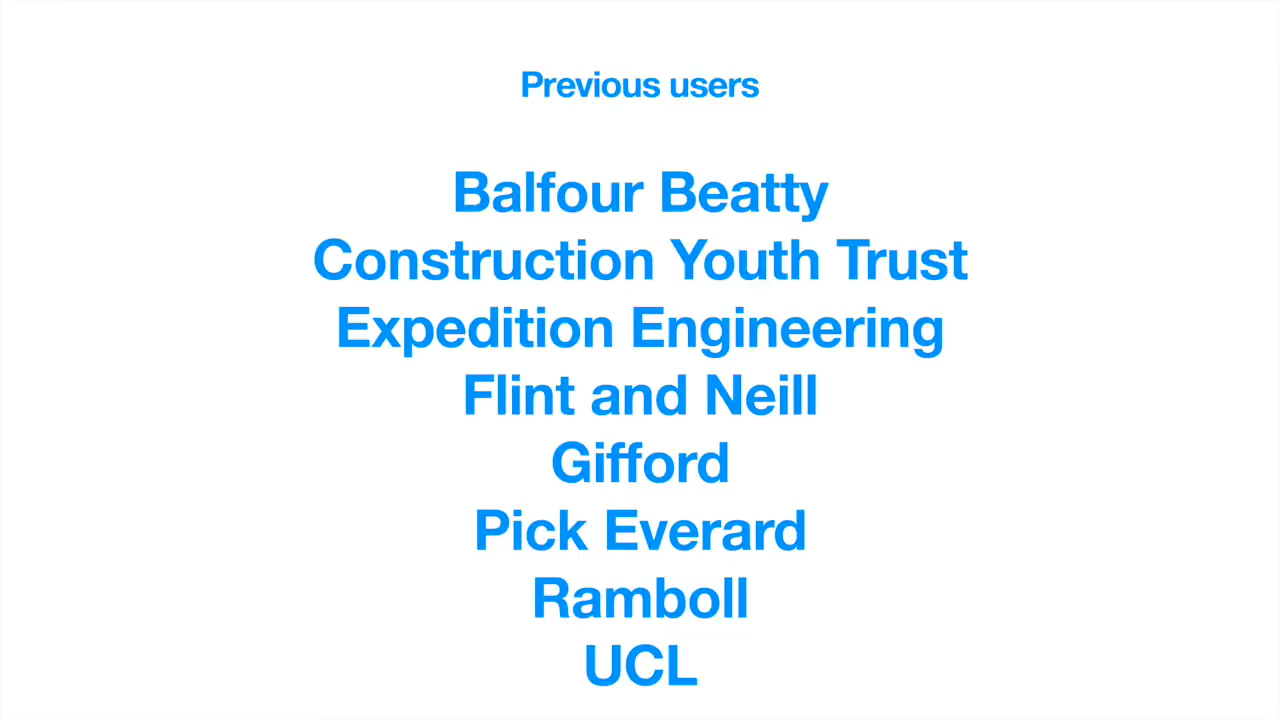 Previous users
Balfour Beatty
Construction Youth Trust
Expedition Engineering
Flint and Neill
Gifford
Pick Everard
Ramboll
UCL